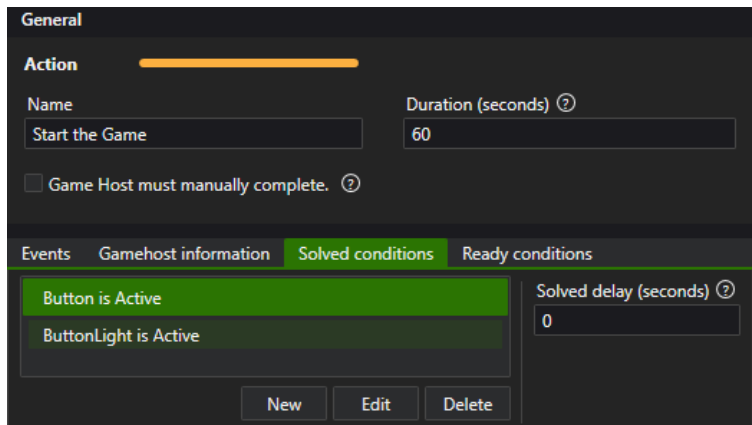 General
Action
Name
Duration (seconds) ?
Start the Game
60
Game Host must manually complete. ?
Events Gamehost information Solved conditions Ready conditions
Button is Active
ButtonLight is Active
Solved delay (seconds) ?
0
New Edit Delete